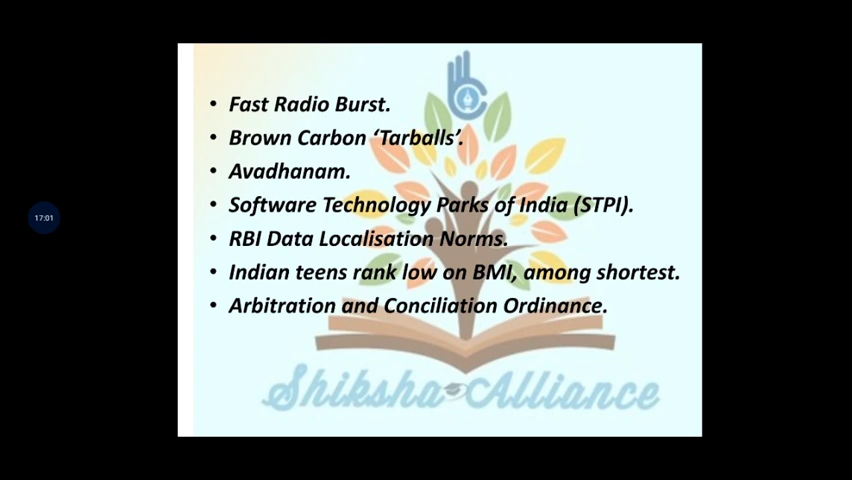 17:01
• Fast Radio Burst.
• Brown Carbon ‘Tarballs’.
• Avadhanam.
• Software Technology Parks of India (STPI).
• RBI Data Localisation Norms.
• Indian teens rank low on BMI, among shortest.
• Arbitration and Conciliation Ordinance.
Shiksha Alliance